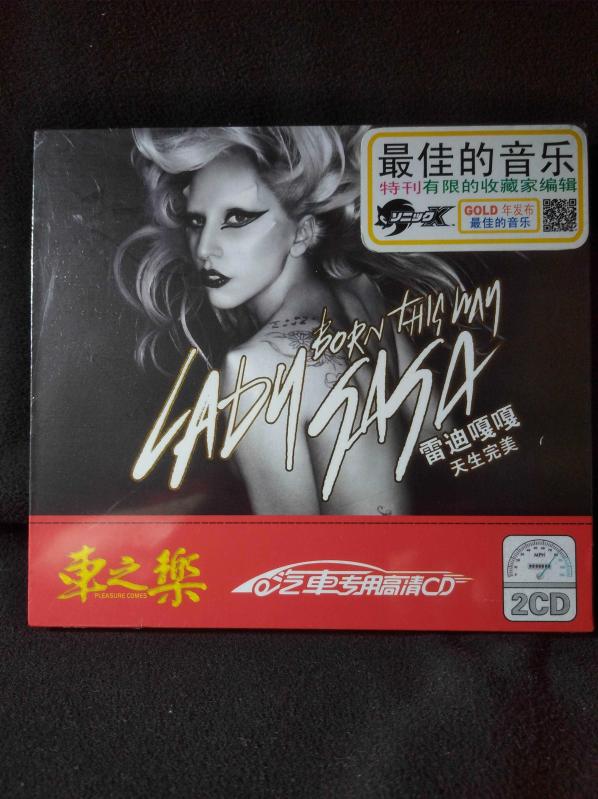 最佳的音乐
特刊有限的收藏家编辑
ソニックX
GOLD 年发布
最佳的音乐
BORN THIS WAY
LADY GAGA
雷迪嘎嘎
天生完美
車之樂
PLEASURE COMES
汽車专用高清CD
MPH
2CD